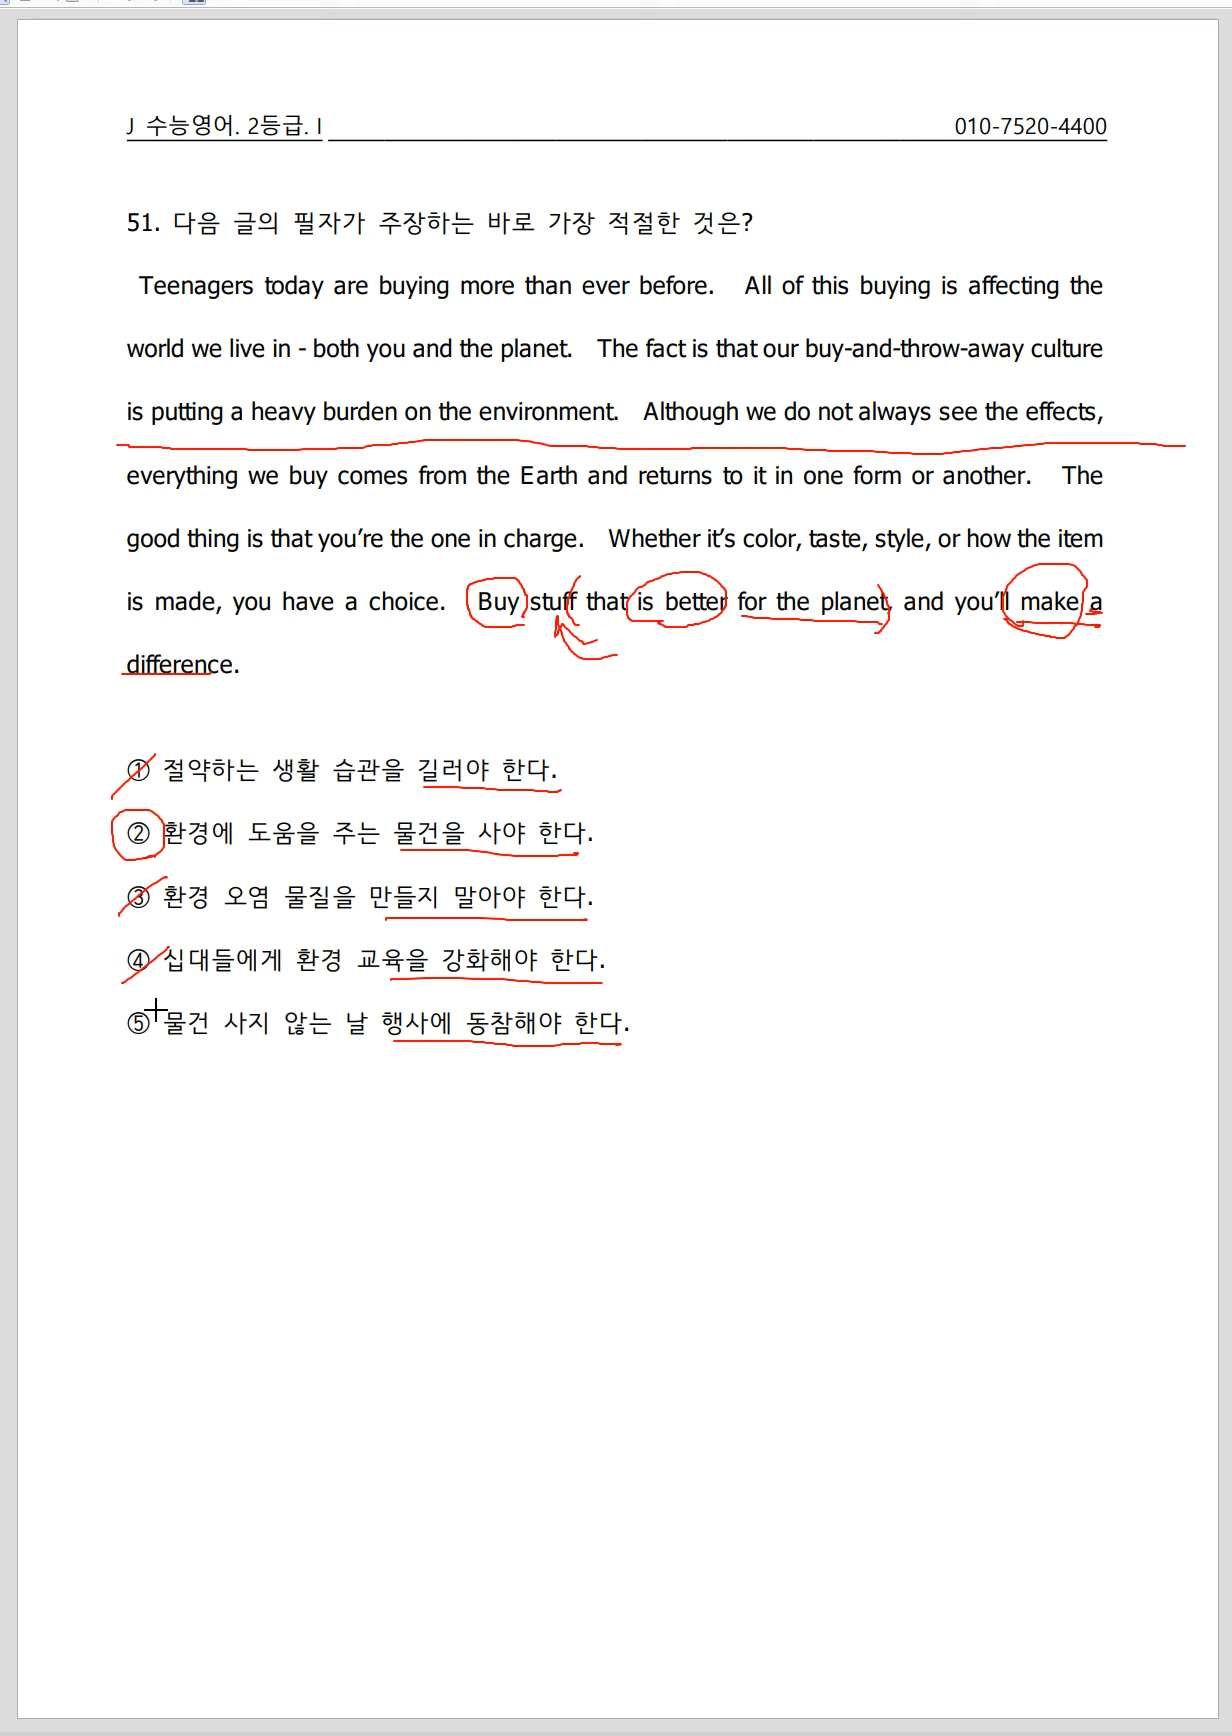 J 수능영어. 2등급. I 010-7520-4400
51. 다음 글의 필자가 주장하는 바로 가장 적절한 것은?
Teenagers today are buying more than ever before. All of this buying is affecting the
world we live in - both you and the planet. The fact is that our buy-and-throw-away culture
is putting a heavy burden on the environment. Although we do not always see the effects,
everything we buy comes from the Earth and returns to it in one form or another. The
good thing is that you’re the one in charge. Whether it’s color, taste, style, or how the item
is made, you have a choice. Buy stuff that is better for the planet, and you’ll make a
difference.
① 절약하는 생활 습관을 길러야 한다.
② 환경에 도움을 주는 물건을 사야 한다.
③ 환경 오염 물질을 만들지 말아야 한다.
④ 십대들에게 환경 교육을 강화해야 한다.
⑤ 물건 사지 않는 날 행사에 동참해야 한다.